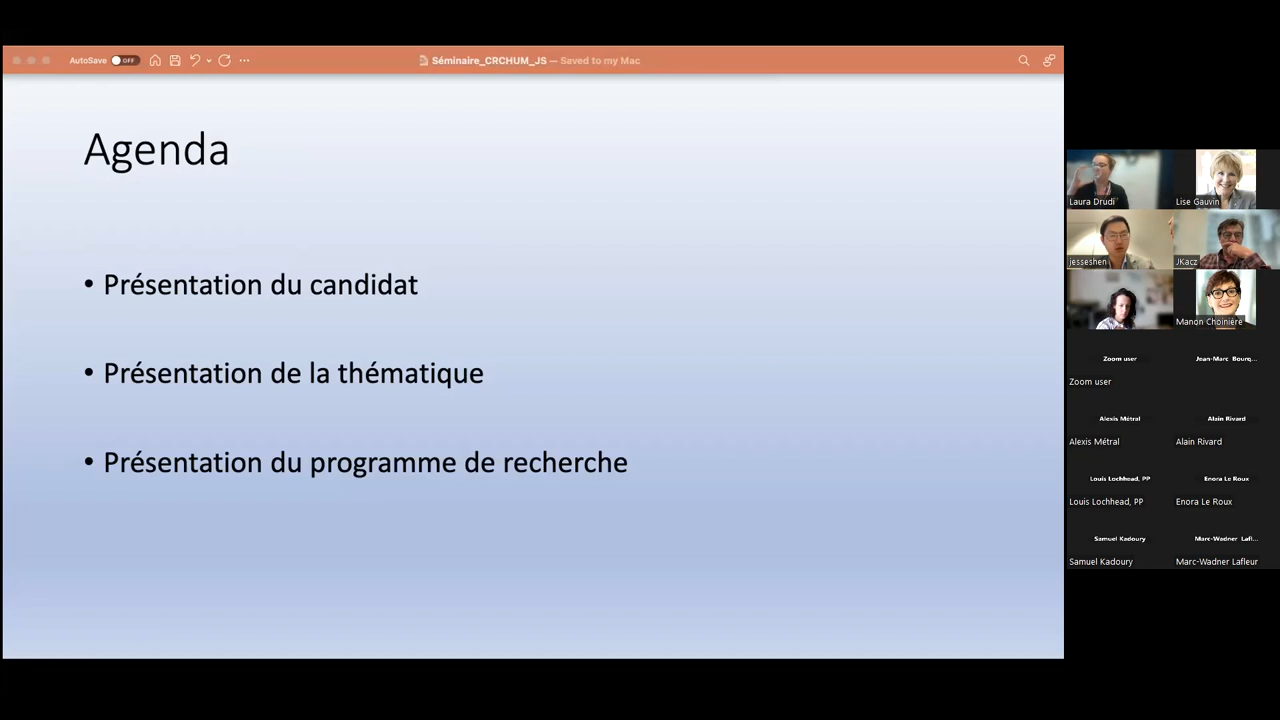 AutoSave OFF
Séminaire_CRCHUM_JS — Saved to my Mac
Agenda
• Présentation du candidat
• Présentation de la thématique
• Présentation du programme de recherche
Laura Drudi
Lise Gauvin
jesseshen
JKacz
Manon Choinière
Zoom user
Jean-Marc Bourq...
Zoom user
Alexis Métral
Alain Rivard
Alexis Métral
Alain Rivard
Louis Lochhead, PP
Enora Le Roux
Louis Lochhead, PP
Enora Le Roux
Samuel Kadoury
Marc-Wadner Lafl...
Samuel Kadoury
Marc-Wadner Lafleur